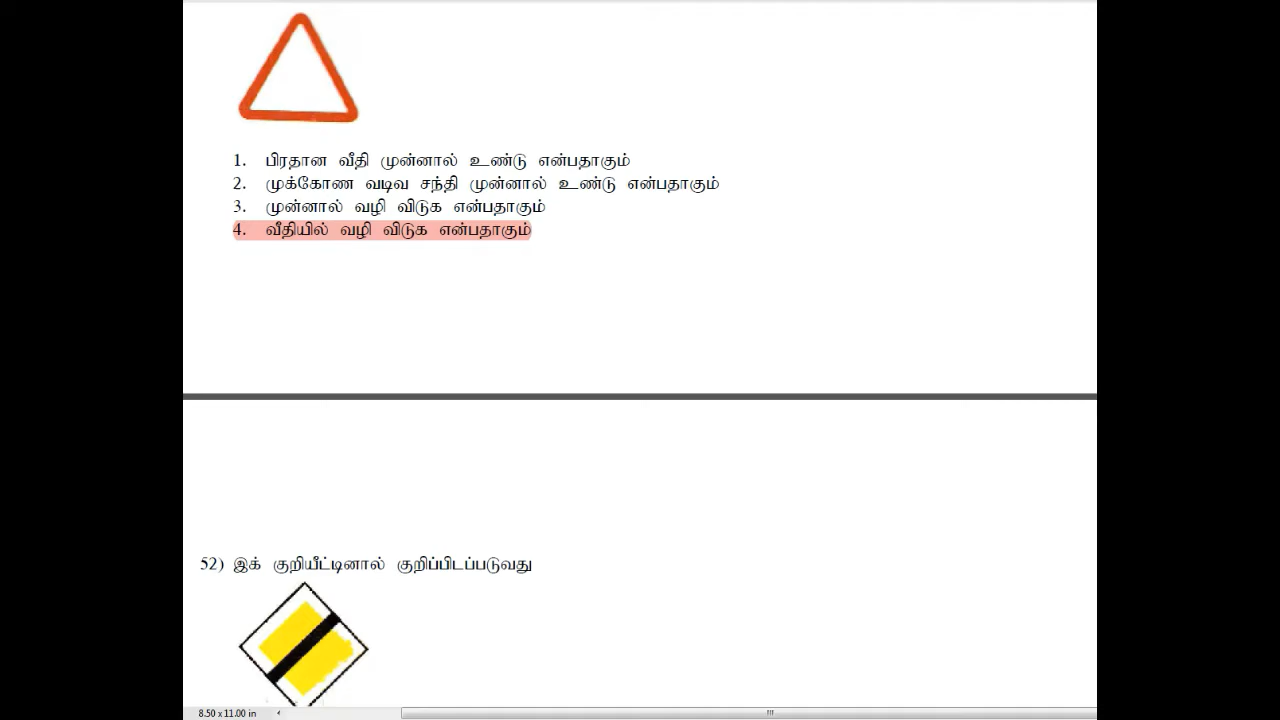 1. பிரதான வீதி முன்னால் உண்டு என்பதாகும்
2. முக்கோண வடிவ சந்தி முன்னால் உண்டு என்பதாகும்
3. முன்னால் வழி விடுக என்பதாகும்
4. வீதியில் வழி விடுக என்பதாகும்
52) இக் குறியீட்டினால் குறிப்பிடப்படுவது
8.50 x 11.00 in